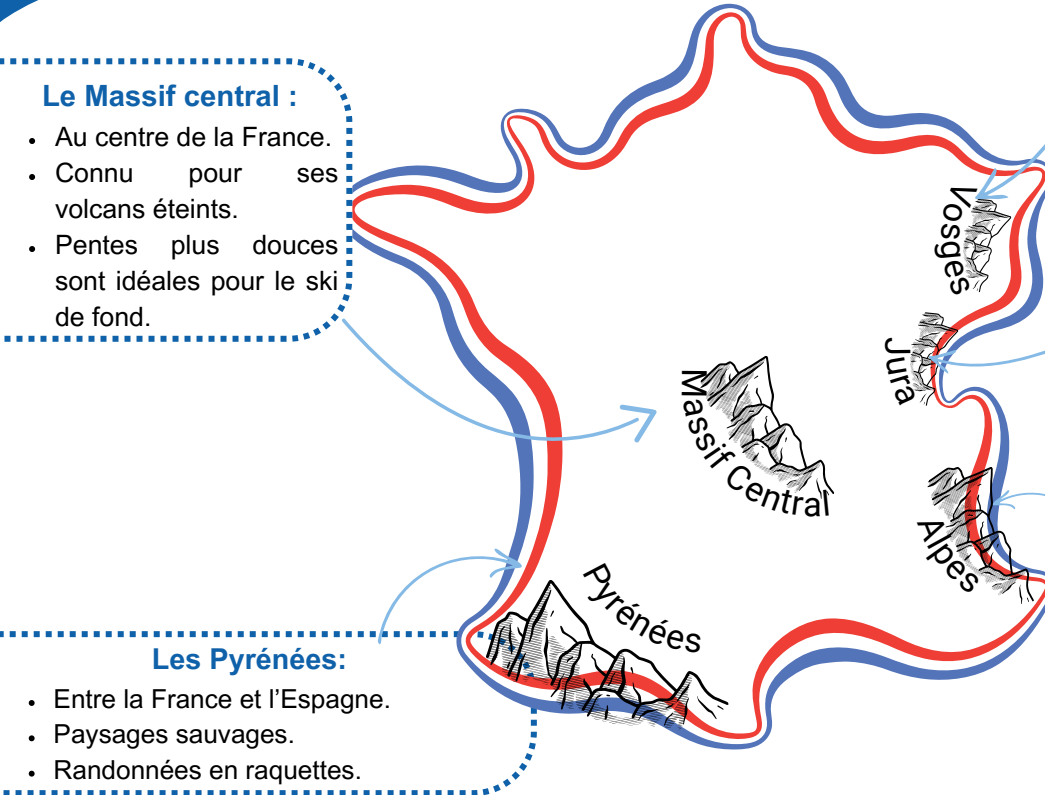 Le Massif central :
• Au centre de la France.
• Connu pour ses
volcans éteints.
• Pentes plus douces
sont idéales pour le ski
de fond.
Vosges
Jura
Massif Central
Alpes
Pyrénées
Les Pyrénées:
• Entre la France et l’Espagne.
• Paysages sauvages.
• Randonnées en raquettes.